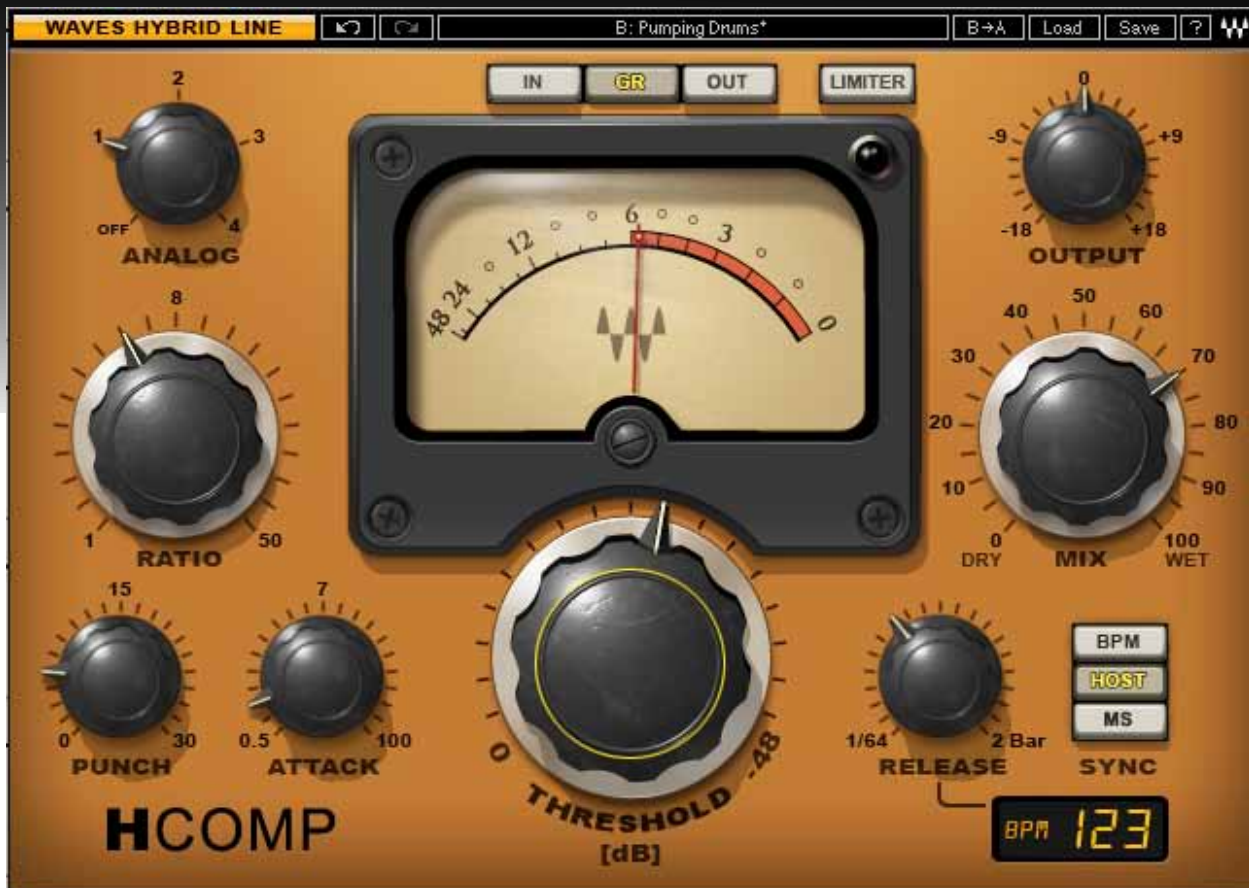 WAVES HYBRID LINE B: Pumping Drums* B→A Load Save ?
IN GR OUT LIMITER
OFF 1 2 3 4
ANALOG
48 24 12 6 3 0
-18 -9 0 +9 +18
OUTPUT
1 8 50
RATIO
0 10 20 30 40 50 60 70 80 90 100
DRY MIX WET
0 15 30
PUNCH
0.5 7 100
ATTACK
0 -48
THRESHOLD
[dB]
1/64 2 Bar
RELEASE
BPM
HOST
MS
SYNC
HCOMP
BPM 123